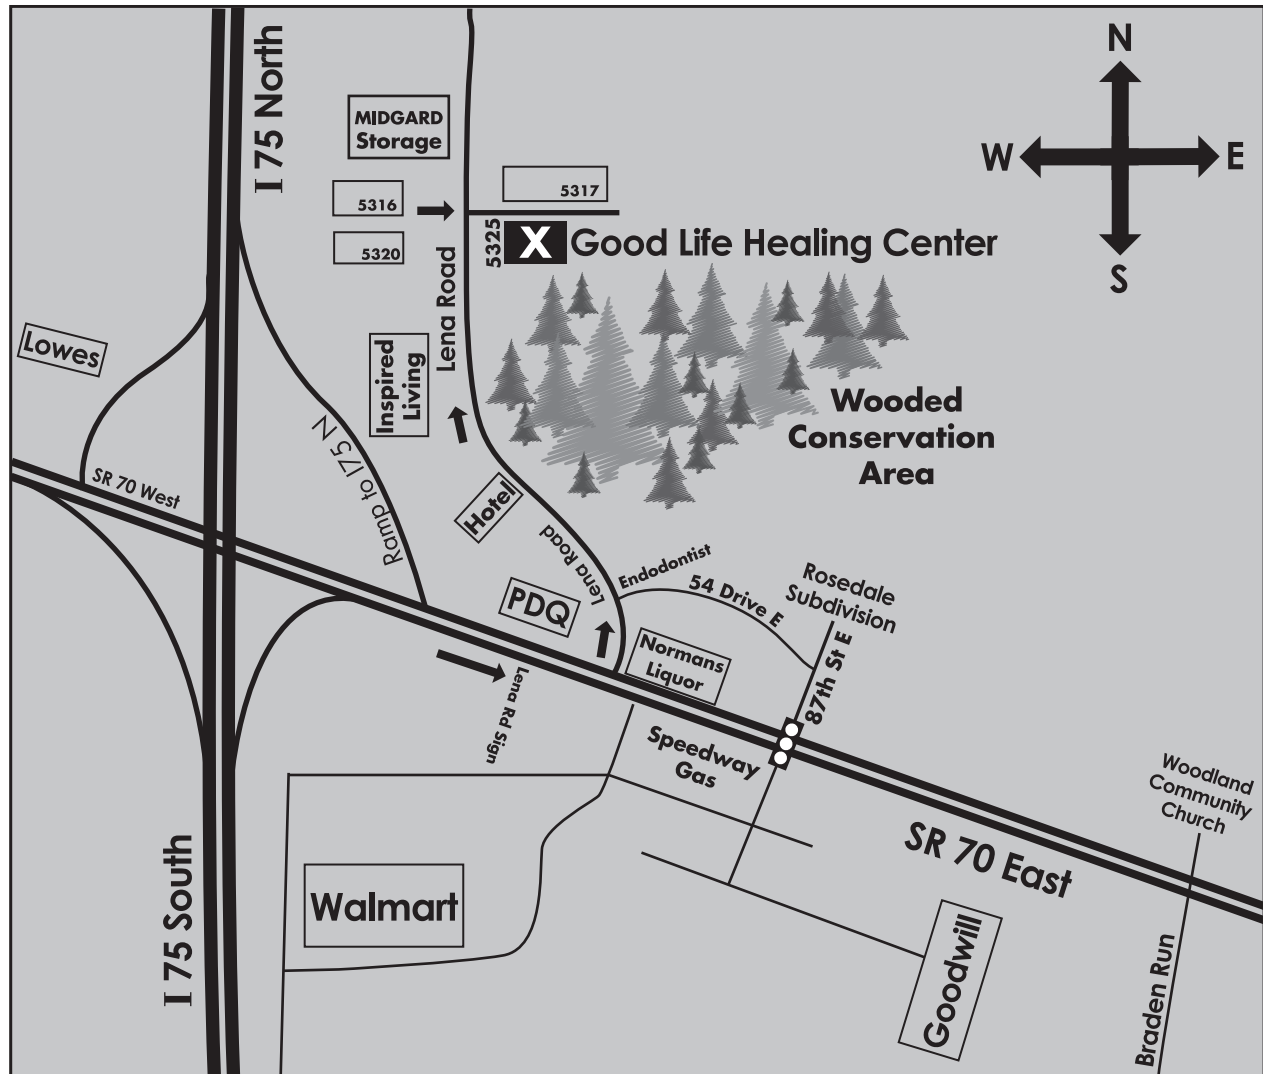 N
W
E
S
I 75 North
MIDGARD
Storage
5316
5317
5320
5325
X
Good Life Healing Center
Lena Road
Lowes
Inspired
Living
Wooded
Conservation
Area
Ramp to I75 N
SR 70 West
Hotel
Lena Road
Endodontist
54 Drive E
Rosedale
Subdivision
PDQ
Normans
Liquor
87th St E
Lena Rd Sign
Speedway
Gas
Woodland
Community
Church
SR 70 East
I 75 South
Walmart
Goodwill
Braden Run